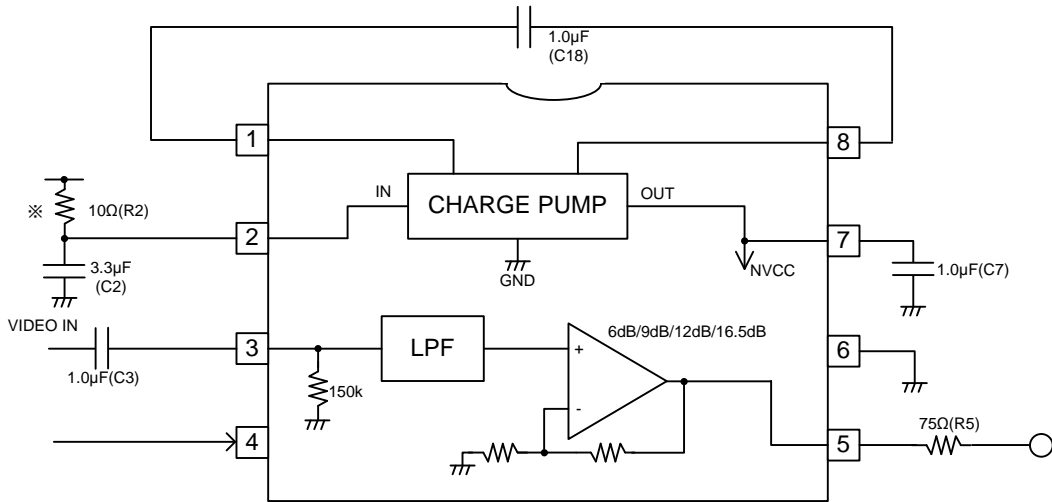 1.0µF
(C18)
1
8
※
10Ω(R2)
IN
CHARGE PUMP
OUT
2
7
3.3µF
(C2)
GND
NVCC
1.0µF(C7)
VIDEO IN
6dB/9dB/12dB/16.5dB
3
LPF
+
6
1.0µF(C3)
150k
-
75Ω(R5)
4
5